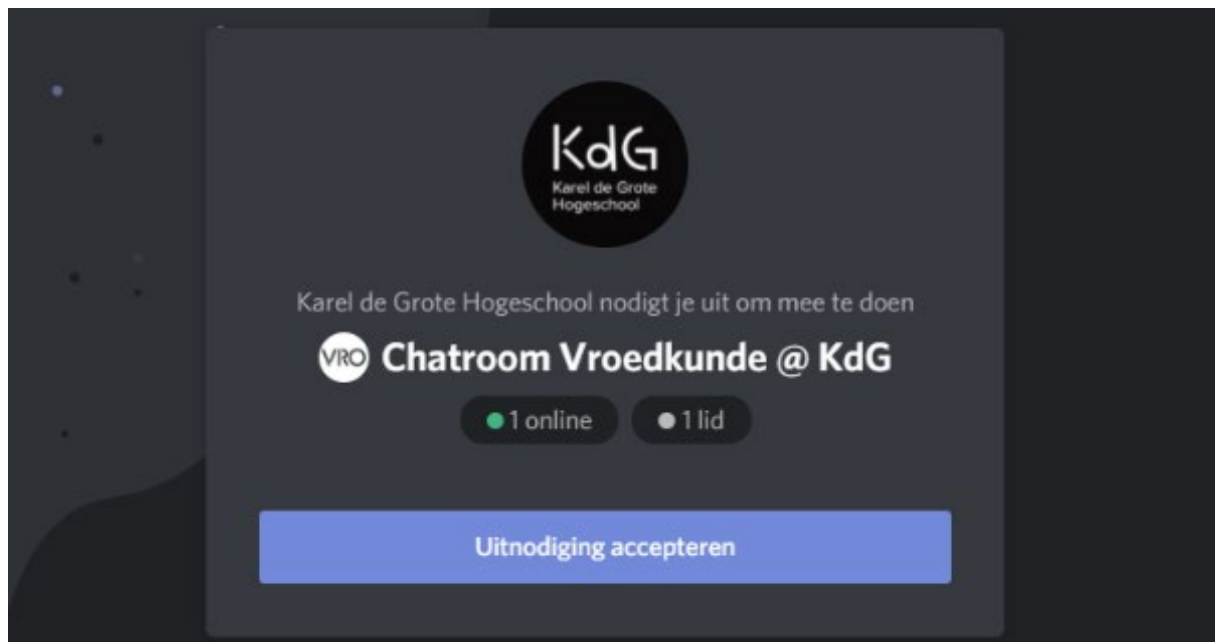 KdG
Karel de Grote
Hogeschool
Karel de Grote Hogeschool nodigt je uit om mee te doen
VRO Chatroom Vroedkunde @ KdG
1 online 1 lid
Uitnodiging accepteren